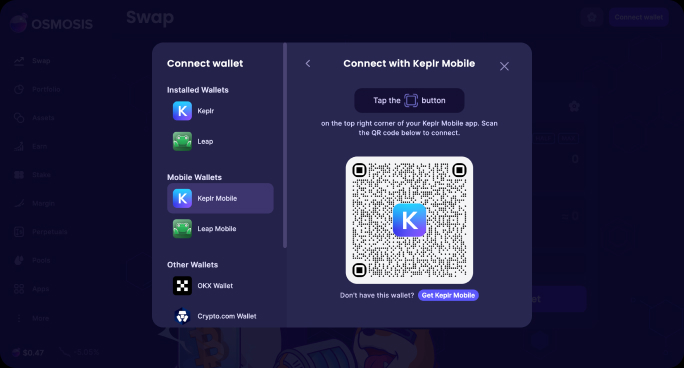 OSMOSIS
Swap
Connect wallet
Swap
Portfolio
Assets
Earn
Stake
Pools
Apps
More
$0.47
Connect wallet
Installed Wallets
Keplr
Leap
Mobile Wallets
Keplr Mobile
Leap Mobile
Other Wallets
OKX Wallet
Crypto.com Wallet
Connect with Keplr Mobile
Tap the button
on the top right corner of your Keplr Mobile app. Scan
the QR code below to connect.
K
Don't have this wallet? Get Keplr Mobile